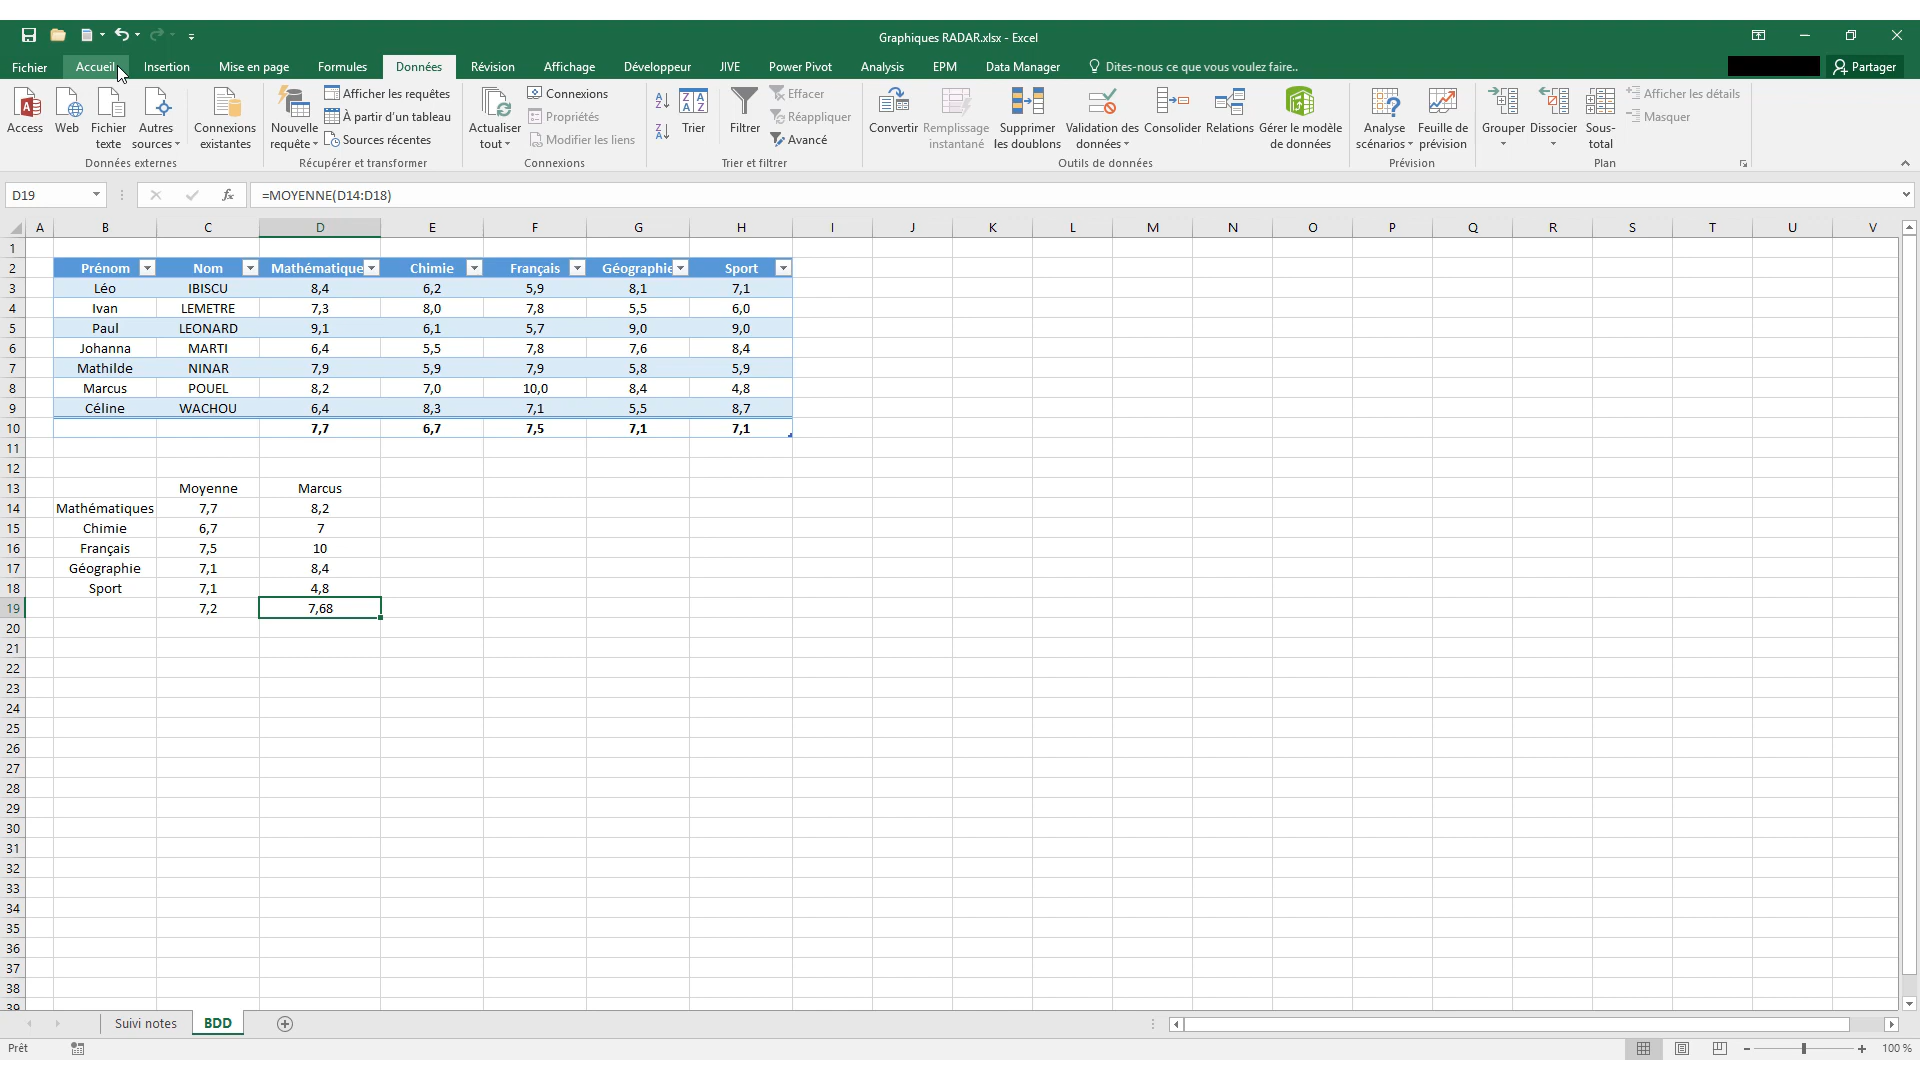 Graphiques RADAR.xlsx - Excel
Fichier Accueil Insertion Mise en page Formules Données Révision Affichage Développeur JIVE Power Pivot Analysis EPM Data Manager Dites-nous ce que vous voulez faire.. Partager
Access Web Fichier texte Autres sources Connexions existantes Nouvelle requête Afficher les requêtes À partir d'un tableau Sources récentes Actualiser tout Connexions Propriétés Modifier les liens Trier Filtrer Effacer Réappliquer Avancé Convertir Remplissage instantané Supprimer les doublons Validation des données Consolider Relations Gérer le modèle de données Analyse scénarios Feuille de prévision Grouper Dissocier Sous-total Afficher les détails Masquer
Données externes Récupérer et transformer Connexions Trier et filtrer Outils de données Prévision Plan
D19 fx =MOYENNE(D14:D18)
A B C D E F G H I J K L M N O P Q R S T U V
1
2 Prénom Nom Mathématique Chimie Français Géographie Sport
3 Léo IBISCU 8,4 6,2 5,9 8,1 7,1
4 Ivan LEMETRE 7,3 8,0 7,8 5,5 6,0
5 Paul LEONARD 9,1 6,1 5,7 9,0 9,0
6 Johanna MARTI 6,4 5,5 7,8 7,6 8,4
7 Mathilde NINAR 7,9 5,9 7,9 5,8 5,9
8 Marcus POUEL 8,2 7,0 10,0 8,4 4,8
9 Céline WACHOU 6,4 8,3 7,1 5,5 8,7
10 7,7 6,7 7,5 7,1 7,1
11
12
13 Moyenne Marcus
14 Mathématiques 7,7 8,2
15 Chimie 6,7 7
16 Français 7,5 10
17 Géographie 7,1 8,4
18 Sport 7,1 4,8
19 7,2 7,68
20
21
22
23
24
25
26
27
28
29
30
31
32
33
34
35
36
37
38
39
Suivi notes BDD
Prêt 100 %